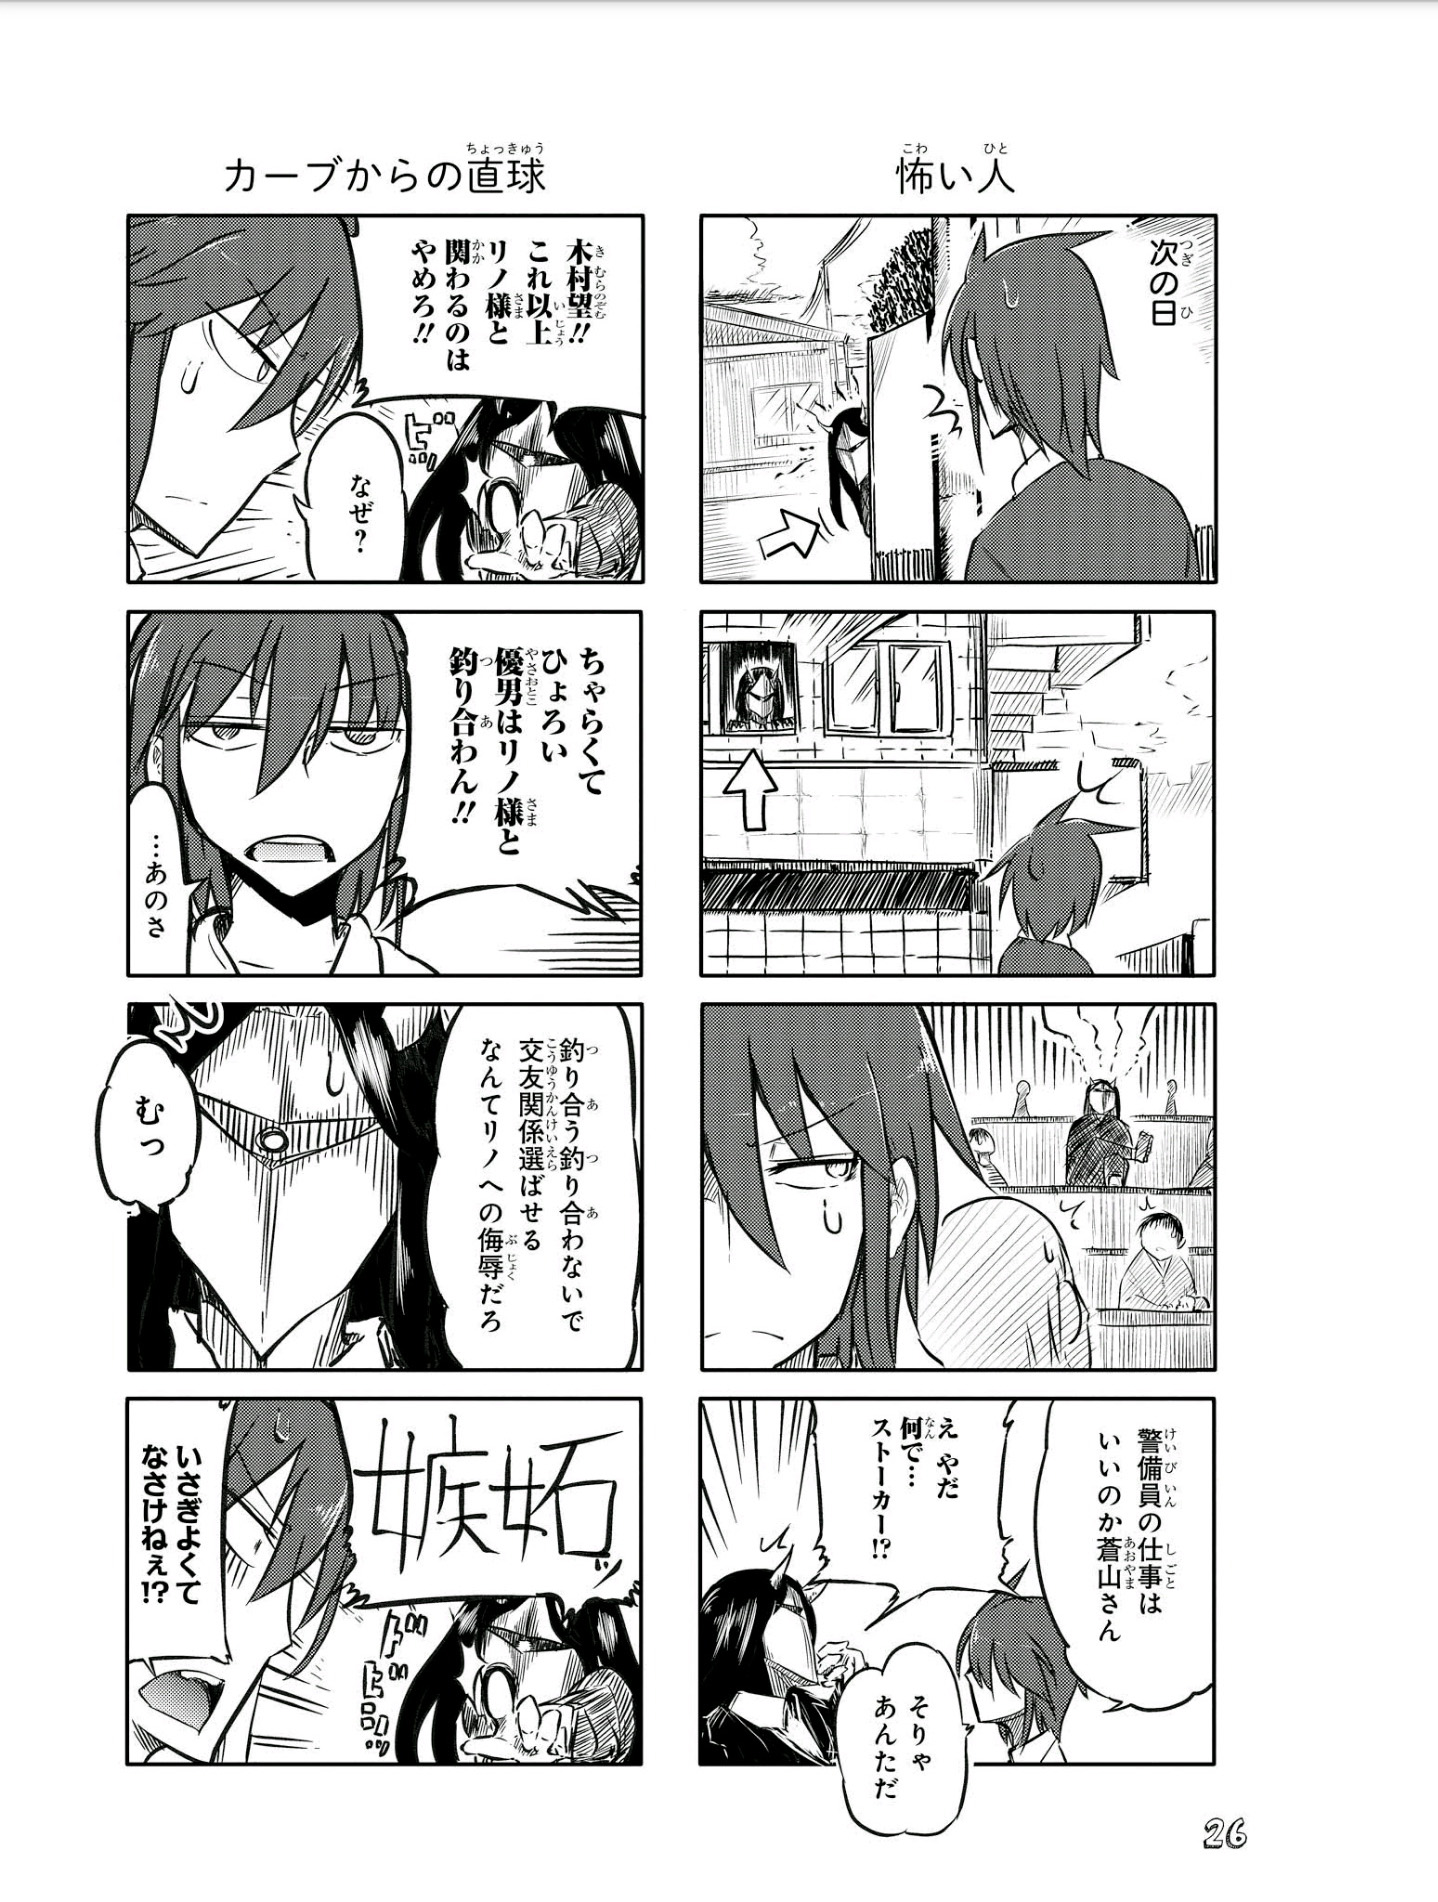 怖い人
次の日
警備員の仕事は
いいのか蒼山さん
え やだ
何で…
ストーカー!?
そりゃ
あんただ
カーブからの直球
木村望!!
これ以上
リノ様と
関わるのは
やめろ!!
ビシッ
なぜ?
ちゃらくて
ひょろい
優男はリノ様と
釣り合わん!!
…あのさ
釣り合う釣り合わないで
交友関係選ばせる
なんてリノへの侮辱だろ
むっ
嫉妬ッ
ドド
ビシッ
いさぎよくて
なさけねぇ!?
26